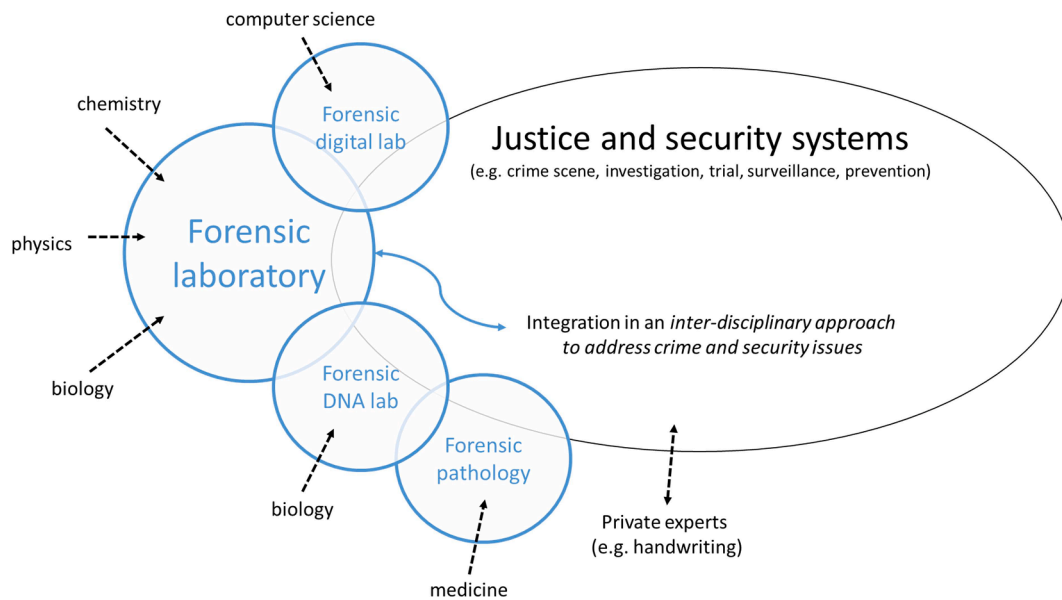 computer science
chemistry
Forensic
digital lab
Justice and security systems
(e.g. crime scene, investigation, trial, surveillance, prevention)
physics
Forensic
laboratory
Integration in an inter-disciplinary approach
to address crime and security issues
biology
Forensic
DNA lab
Forensic
pathology
biology
Private experts
(e.g. handwriting)
medicine